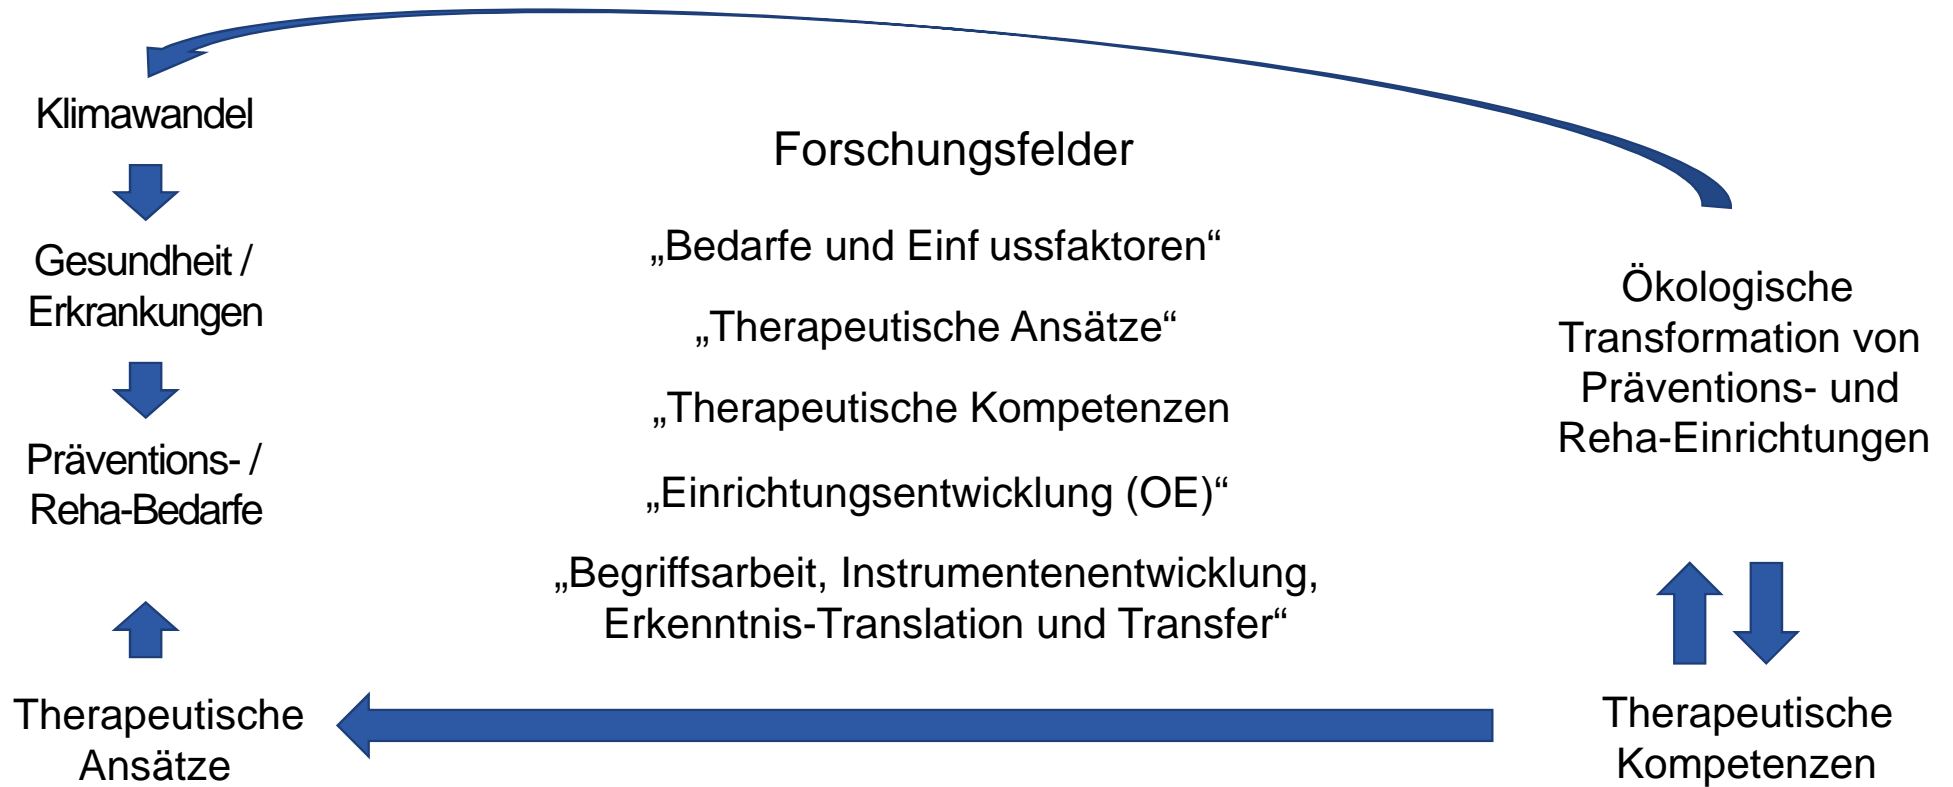 Klimawandel
Gesundheit /
Erkrankungen
Präventions- /
Reha-Bedarfe
Therapeutische
Ansätze
Forschungsfelder
„Bedarfe und Einf ussfaktoren“
„Therapeutische Ansätze“
„Therapeutische Kompetenzen
„Einrichtungsentwicklung (OE)“
„Begriffsarbeit, Instrumentenentwicklung,
Erkenntnis-Translation und Transfer“
Ökologische
Transformation von
Präventions- und
Reha-Einrichtungen
Therapeutische
Kompetenzen